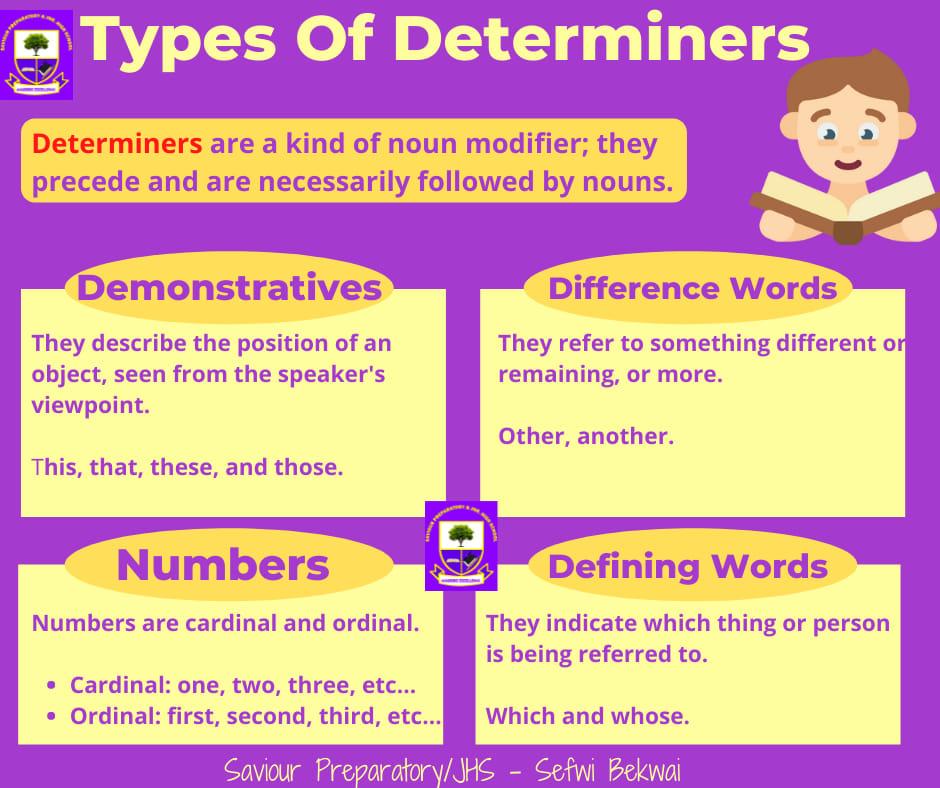 Types Of Determiners
Determiners are a kind of noun modifier; they
precede and are necessarily followed by nouns.
Demonstratives
They describe the position of an
object, seen from the speaker's
viewpoint.
This, that, these, and those.
Difference Words
They refer to something different or
remaining, or more.
Other, another.
Numbers
Numbers are cardinal and ordinal.
• Cardinal: one, two, three, etc...
• Ordinal: first, second, third, etc...
Defining Words
They indicate which thing or person
is being referred to.
Which and whose.
Saviour Preparatory/JHS - Sefwi Bekwai